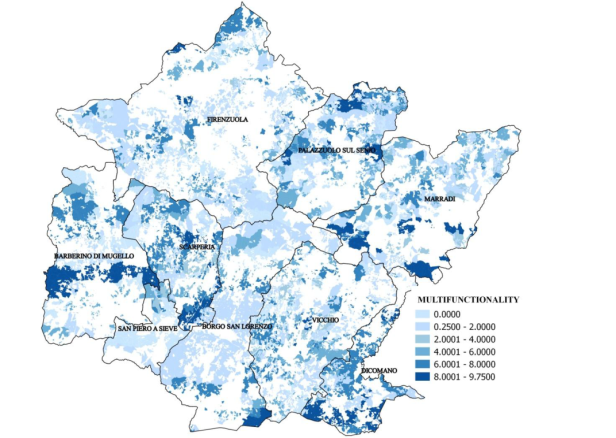 FIRENZUOLA
PALAZZUOLO SUL SENIO
MARRADI
SCARPERIA
BARBERINO DI MUGELLO
SAN PIERO A SIEVE
BORGO SAN LORENZO
VICCHIO
DICOMANO
MULTIFUNCTIONALITY
0.0000
0.2500 - 2.0000
2.0001 - 4.0000
4.0001 - 6.0000
6.0001 - 8.0000
8.0001 - 9.7500